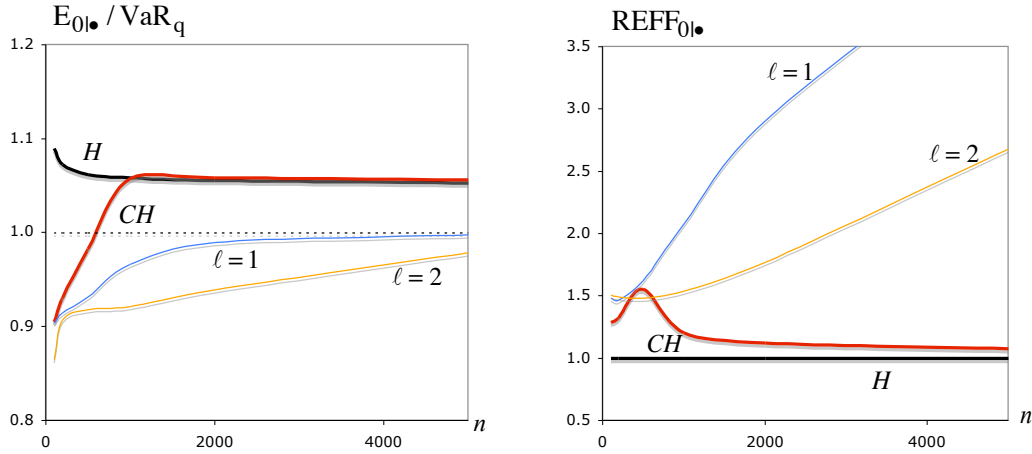 E₀|• / VaR_q
1.2
1.1
H
CH
1.0
ℓ = 1
ℓ = 2
0.9
0.8
0
2000
4000
n
REFF₀|•
3.5
ℓ = 1
3.0
ℓ = 2
2.5
2.0
1.5
CH
1.0
H
0.5
0
2000
4000
n